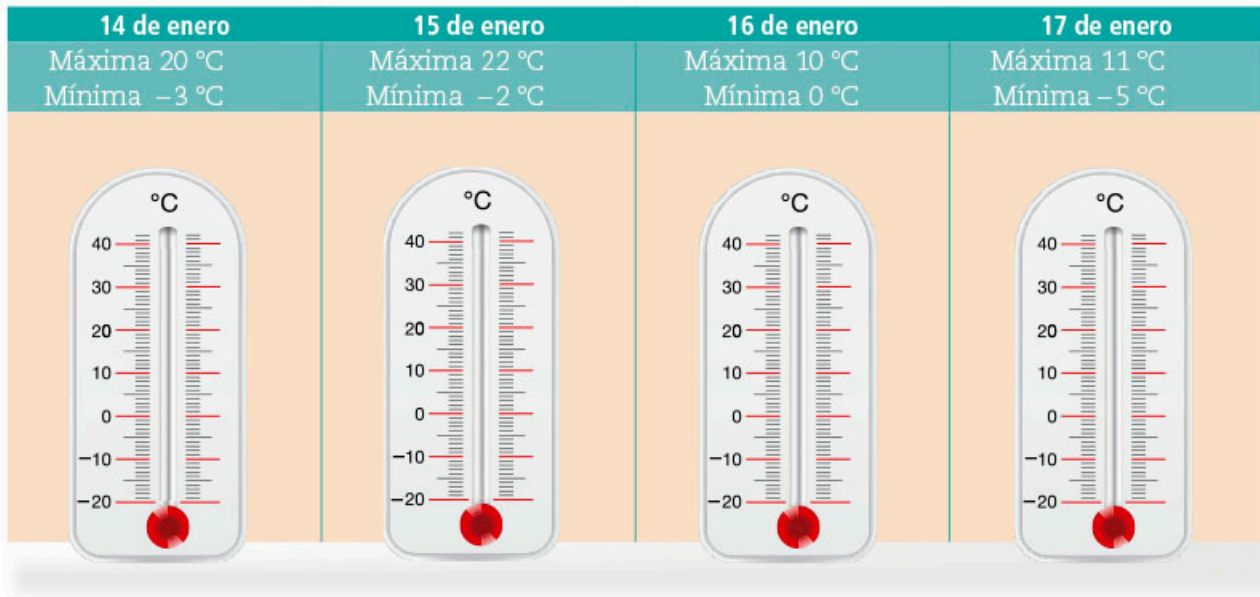 14 de enero
Máxima 20 °C
Mínima –3 °C
15 de enero
Máxima 22 °C
Mínima –2 °C
16 de enero
Máxima 10 °C
Mínima 0 °C
17 de enero
Máxima 11 °C
Mínima –5 °C
°C
40
30
20
10
0
–10
–20
°C
40
30
20
10
0
–10
–20
°C
40
30
20
10
0
–10
–20
°C
40
30
20
10
0
–10
–20